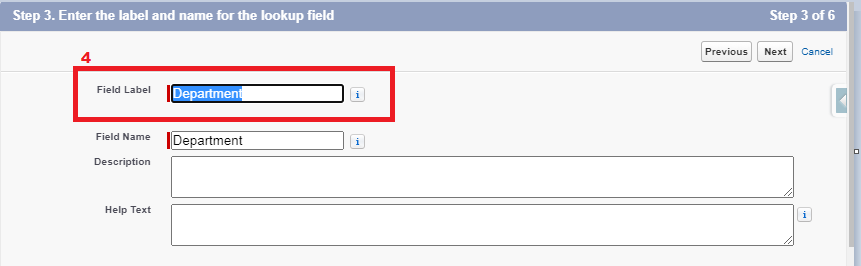 Step 3. Enter the label and name for the lookup field Step 3 of 6
Previous Next Cancel
4
Field Label Department i
Field Name Department i
Description
Help Text i